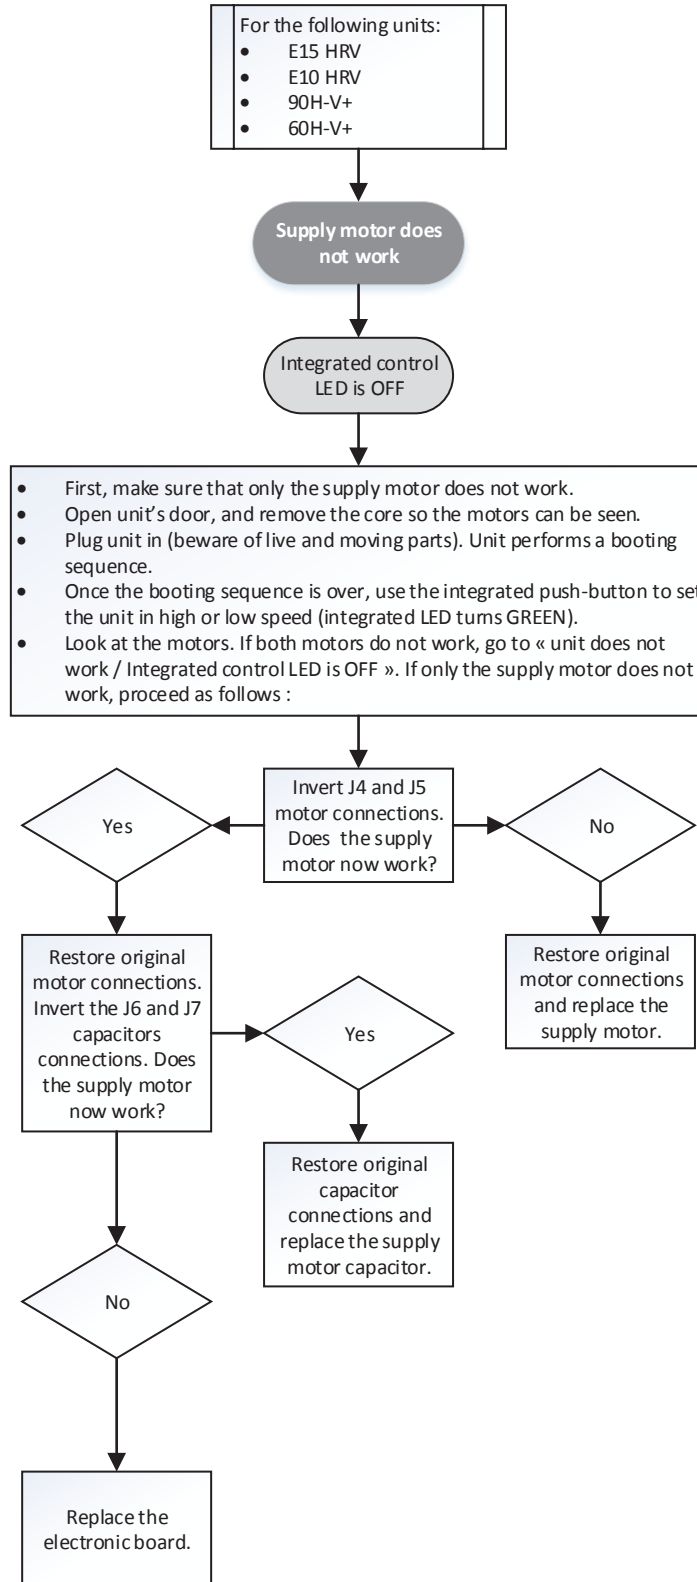 For the following units:
• E15 HRV
• E10 HRV
• 90H-V+
• 60H-V+
Supply motor does
not work
Integrated control
LED is OFF
• First, make sure that only the supply motor does not work.
• Open unit's door, and remove the core so the motors can be seen.
• Plug unit in (beware of live and moving parts). Unit performs a booting
sequence.
• Once the booting sequence is over, use the integrated push-button to set
the unit in high or low speed (integrated LED turns GREEN).
• Look at the motors. If both motors do not work, go to « unit does not
work / Integrated control LED is OFF ». If only the supply motor does not
work, proceed as follows :
Yes
Invert J4 and J5
motor connections.
Does the supply
motor now work?
No
Restore original
motor connections.
Invert the J6 and J7
capacitors
connections. Does
the supply motor
now work?
Yes
Restore original
motor connections
and replace the
supply motor.
Restore original
capacitor
connections and
replace the supply
motor capacitor.
No
Replace the
electronic board.